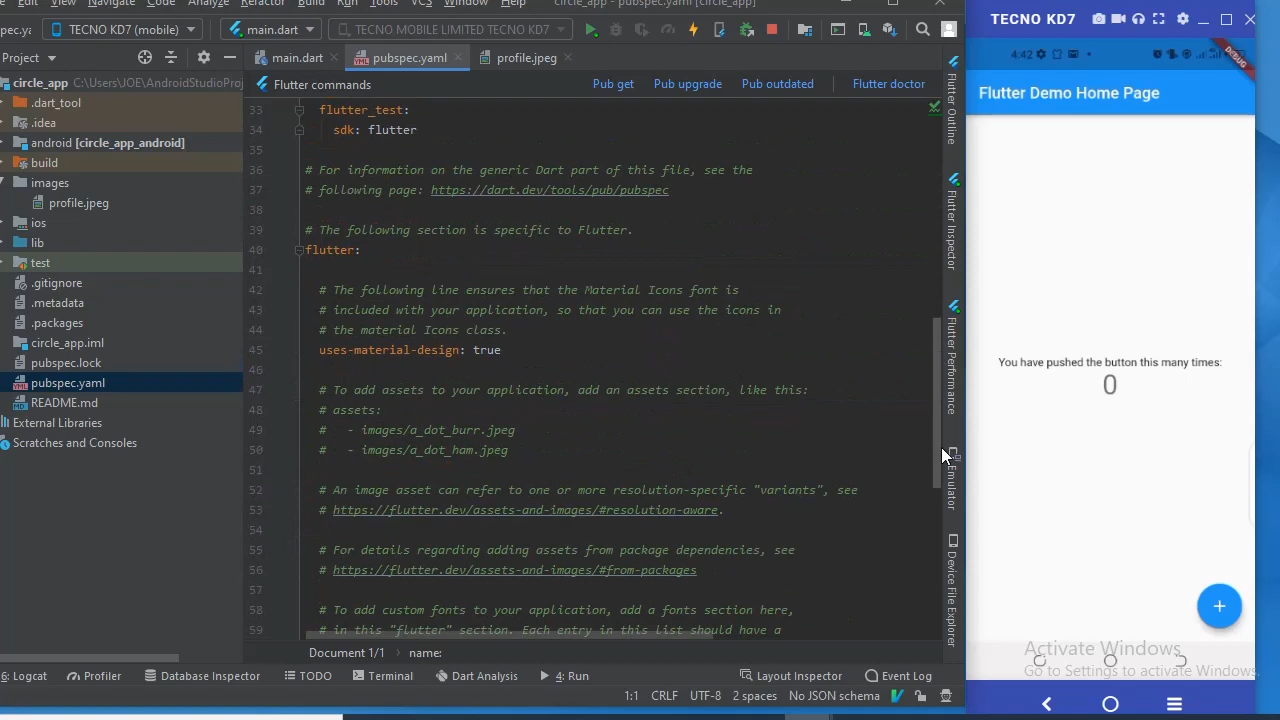 File Edit View Navigate Code Analyze Refactor Build Run Tools VCS Window Help circle_app - pubspec.yaml [circle_app]
pec.ya
TECNO KD7 (mobile)
main.dart
TECNO MOBILE LIMITED TECNO KD7
Project
main.dart
pubspec.yaml
profile.jpeg
Flutter commands
Pub get
Pub upgrade
Pub outdated
Flutter doctor
circle_app C:\Users\JOE\AndroidStudioProj
.dart_tool
.idea
android [circle_app_android]
build
images
profile.jpeg
ios
lib
test
.gitignore
.metadata
.packages
circle_app.iml
pubspec.lock
pubspec.yaml
README.md
External Libraries
Scratches and Consoles
33 flutter_test:
34 sdk: flutter
35
36 # For information on the generic Dart part of this file, see the
37 # following page: https://dart.dev/tools/pub/pubspec
38
39 # The following section is specific to Flutter.
40 flutter:
41
42 # The following line ensures that the Material Icons font is
43 # included with your application, so that you can use the icons in
44 # the material Icons class.
45 uses-material-design: true
46
47 # To add assets to your application, add an assets section, like this:
48 # assets:
49 # - images/a_dot_burr.jpeg
50 # - images/a_dot_ham.jpeg
51
52 # An image asset can refer to one or more resolution-specific "variants", see
53 # https://flutter.dev/assets-and-images/#resolution-aware.
54
55 # For details regarding adding assets from package dependencies, see
56 # https://flutter.dev/assets-and-images/#from-packages
57
58 # To add custom fonts to your application, add a fonts section here,
59 # in this "flutter" section. Each entry in this list should have a
Document 1/1 name:
Flutter Outline
Flutter Inspector
Flutter Performance
Emulator
Device File Explorer
6: Logcat
Profiler
Database Inspector
TODO
Terminal
Dart Analysis
4: Run
Layout Inspector
Event Log
1:1 CRLF UTF-8 2 spaces No JSON schema
TECNO KD7
4:42
DEBUG
Flutter Demo Home Page
You have pushed the button this many times:
0
+
Activate Windows
Go to Settings to activate Windows.